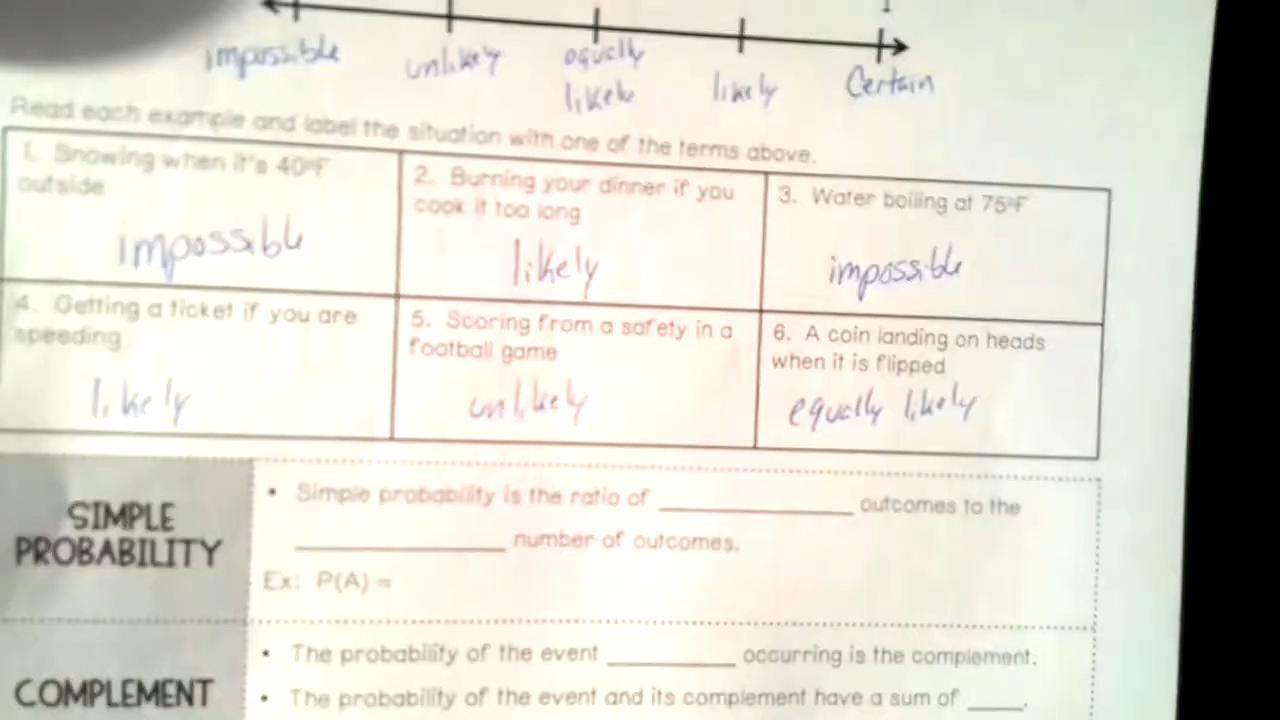 impossible unlikely equally likely Certain
likely
Read each example and label the situation with one of the terms above.
1. Snowing when it's 40°F
outside
impossible
2. Burning your dinner if you
cook it too long
likely
3. Water boiling at 75°F
impossible
4. Getting a ticket if you are
speeding
likely
5. Scoring from a safety in a
football game
unlikely
6. A coin landing on heads
when it is flipped
equally likely
SIMPLE
PROBABILITY
• Simple probability is the ratio of ____________ outcomes to the
____________ number of outcomes.
Ex: P(A) =
COMPLEMENT
• The probability of the event ________ occurring is the complement.
• The probability of the event and its complement have a sum of ____.